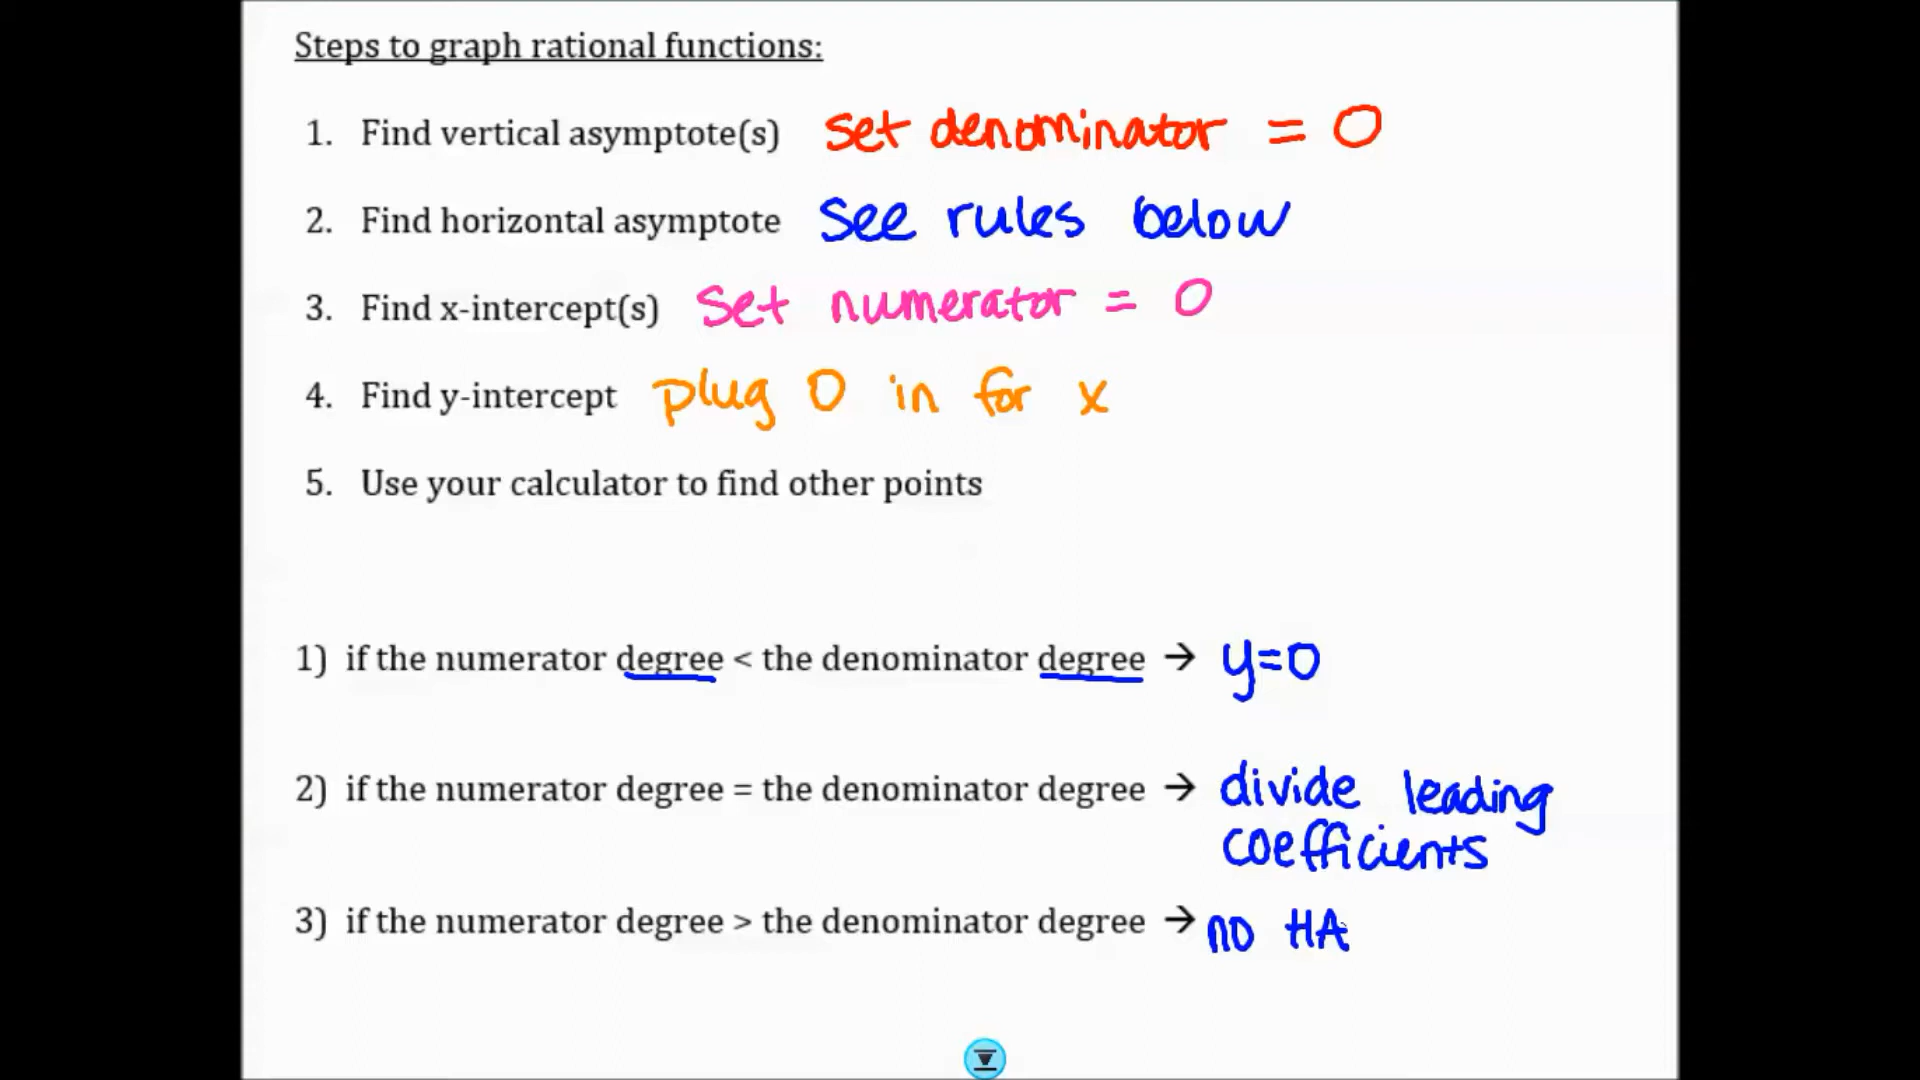 Steps to graph rational functions:
1. Find vertical asymptote(s) set denominator = 0
2. Find horizontal asymptote see rules below
3. Find x-intercept(s) set numerator = 0
4. Find y-intercept plug 0 in for x
5. Use your calculator to find other points
1) if the numerator degree < the denominator degree → y=0
2) if the numerator degree = the denominator degree → divide leading
coefficients
3) if the numerator degree > the denominator degree → no HA